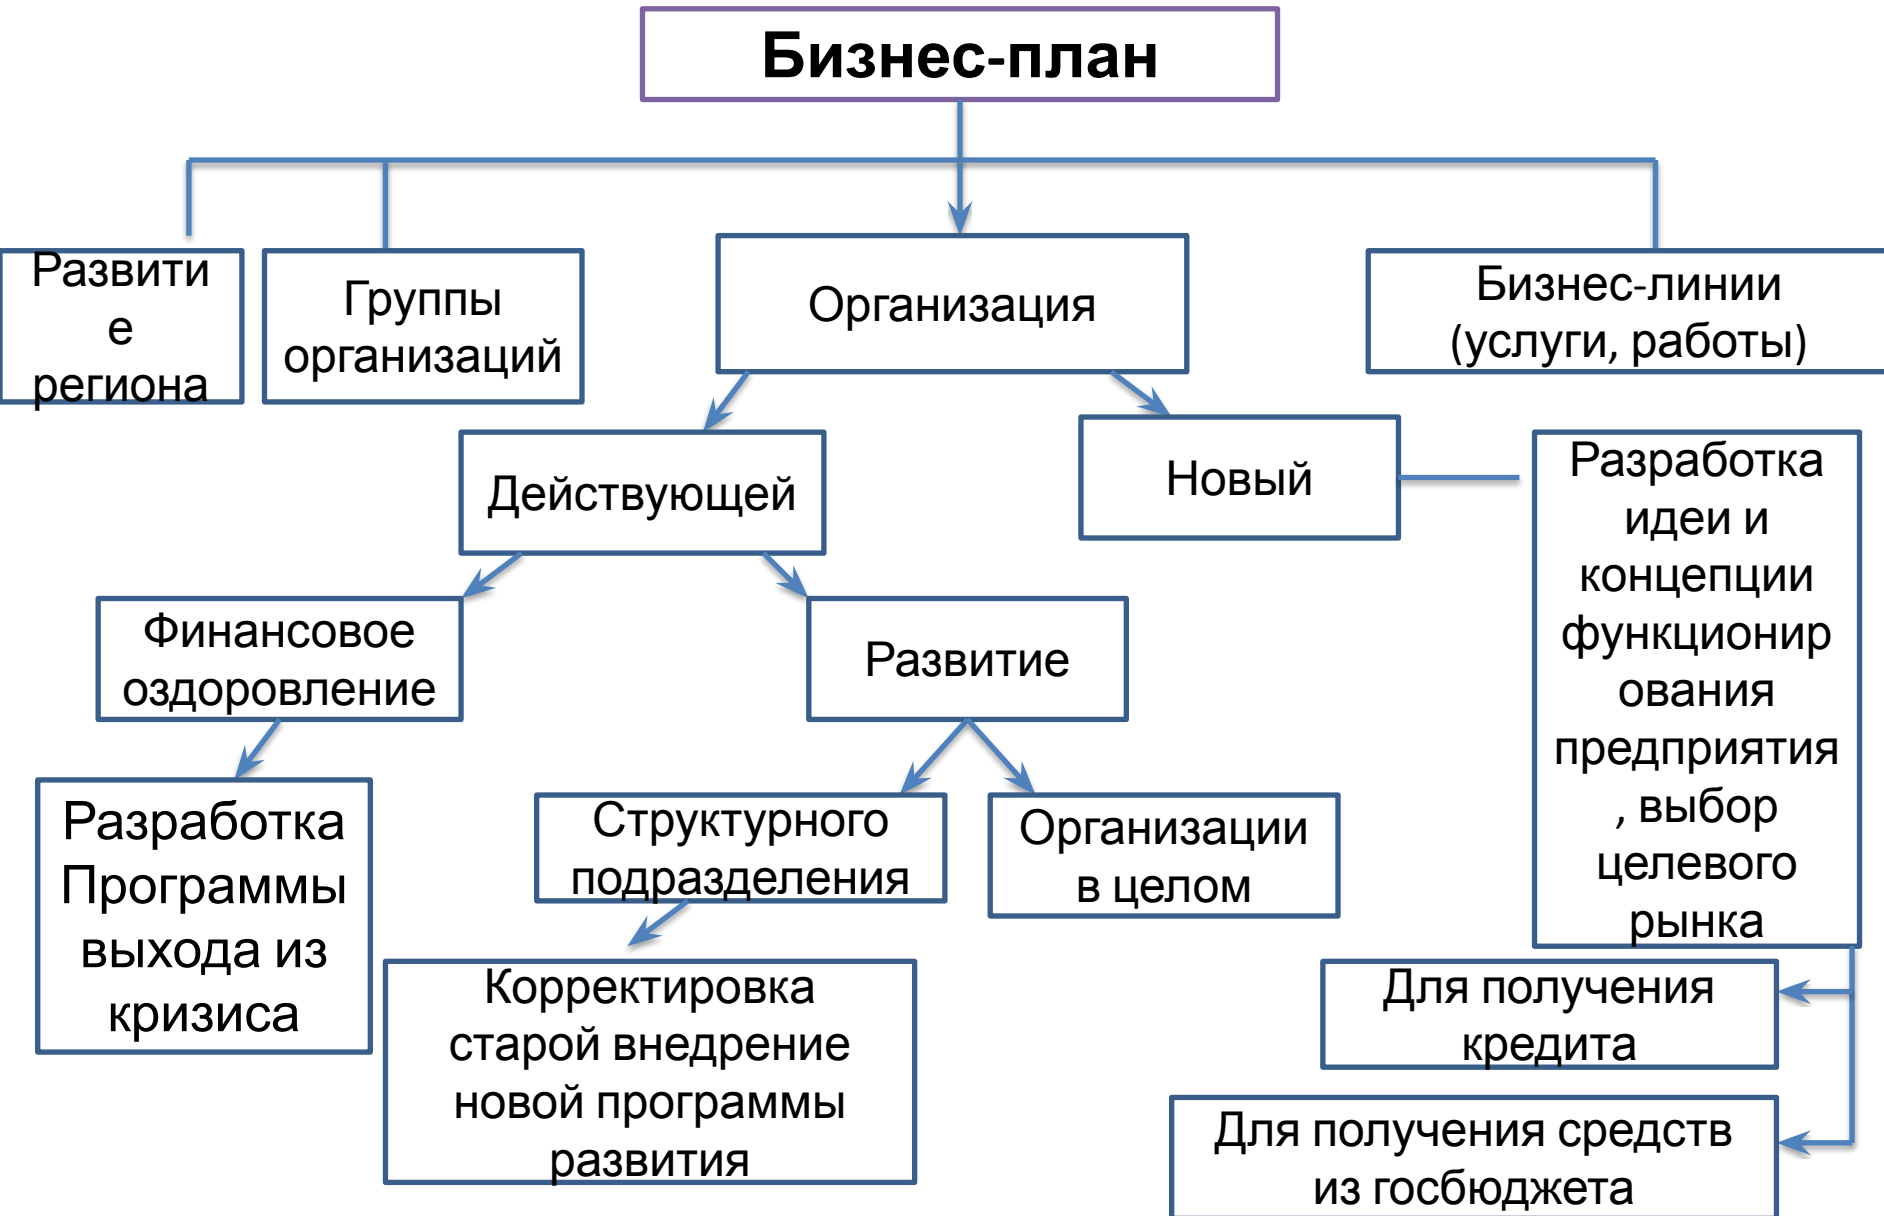 Бизнес-план
Развити
е
региона
Группы
организаций
Организация
Бизнес-линии
(услуги, работы)
Действующей
Новый
Разработка
идеи и
концепции
функционир
ования
предприятия
, выбор
целевого
рынка
Финансовое
оздоровление
Развитие
Разработка
Программы
выхода из
кризиса
Структурного
подразделения
Организации
в целом
Корректировка
старой внедрение
новой программы
развития
Для получения
кредита
Для получения средств
из госбюджета